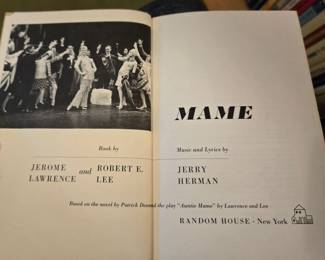 MAME
Book by
Music and Lyrics by
JEROME LAWRENCE and ROBERT E. LEE
JERRY HERMAN
Based on the novel by Patrick Dennis and the play "Auntie Mame" by Lawrence and Lee
RANDOM HOUSE · New York